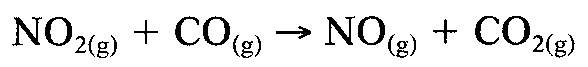 NO₂(g) + CO(g) → NO(g) + CO₂(g)